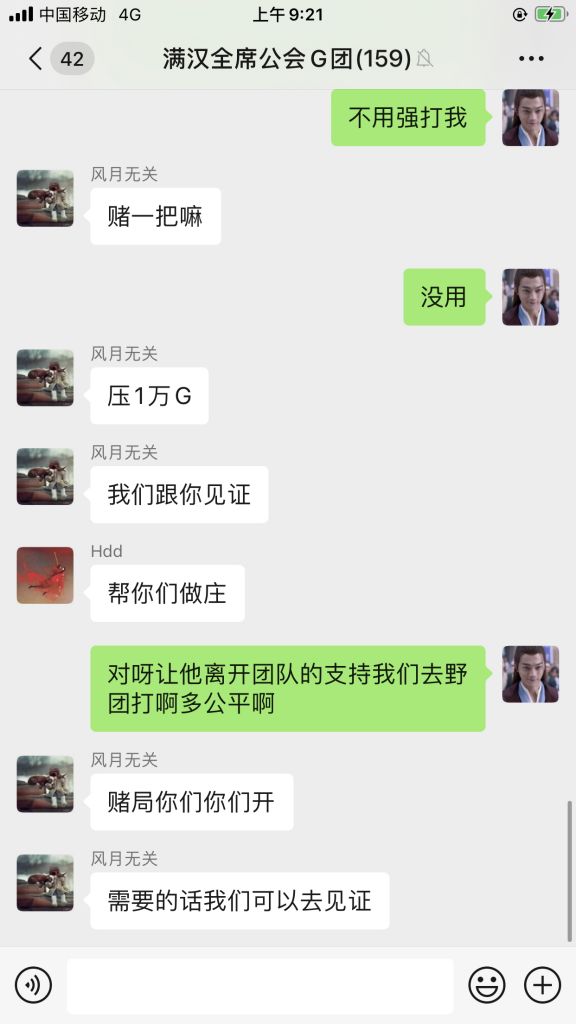 中国移动 4G 上午9:21
42 满汉全席公会G团(159)
不用强打我
风月无关
赌一把嘛
没用
风月无关
压1万G
风月无关
我们跟你见证
Hdd
帮你们做庄
对呀让他离开团队的支持我们去野
团打啊多公平啊
风月无关
赌局你们你们开
风月无关
需要的话我们可以去见证